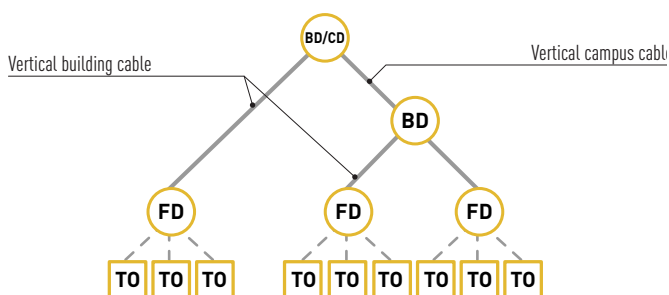 BD/CD
Vertical building cable
Vertical campus cable
BD
FD FD FD
TO TO TO TO TO TO TO TO TO